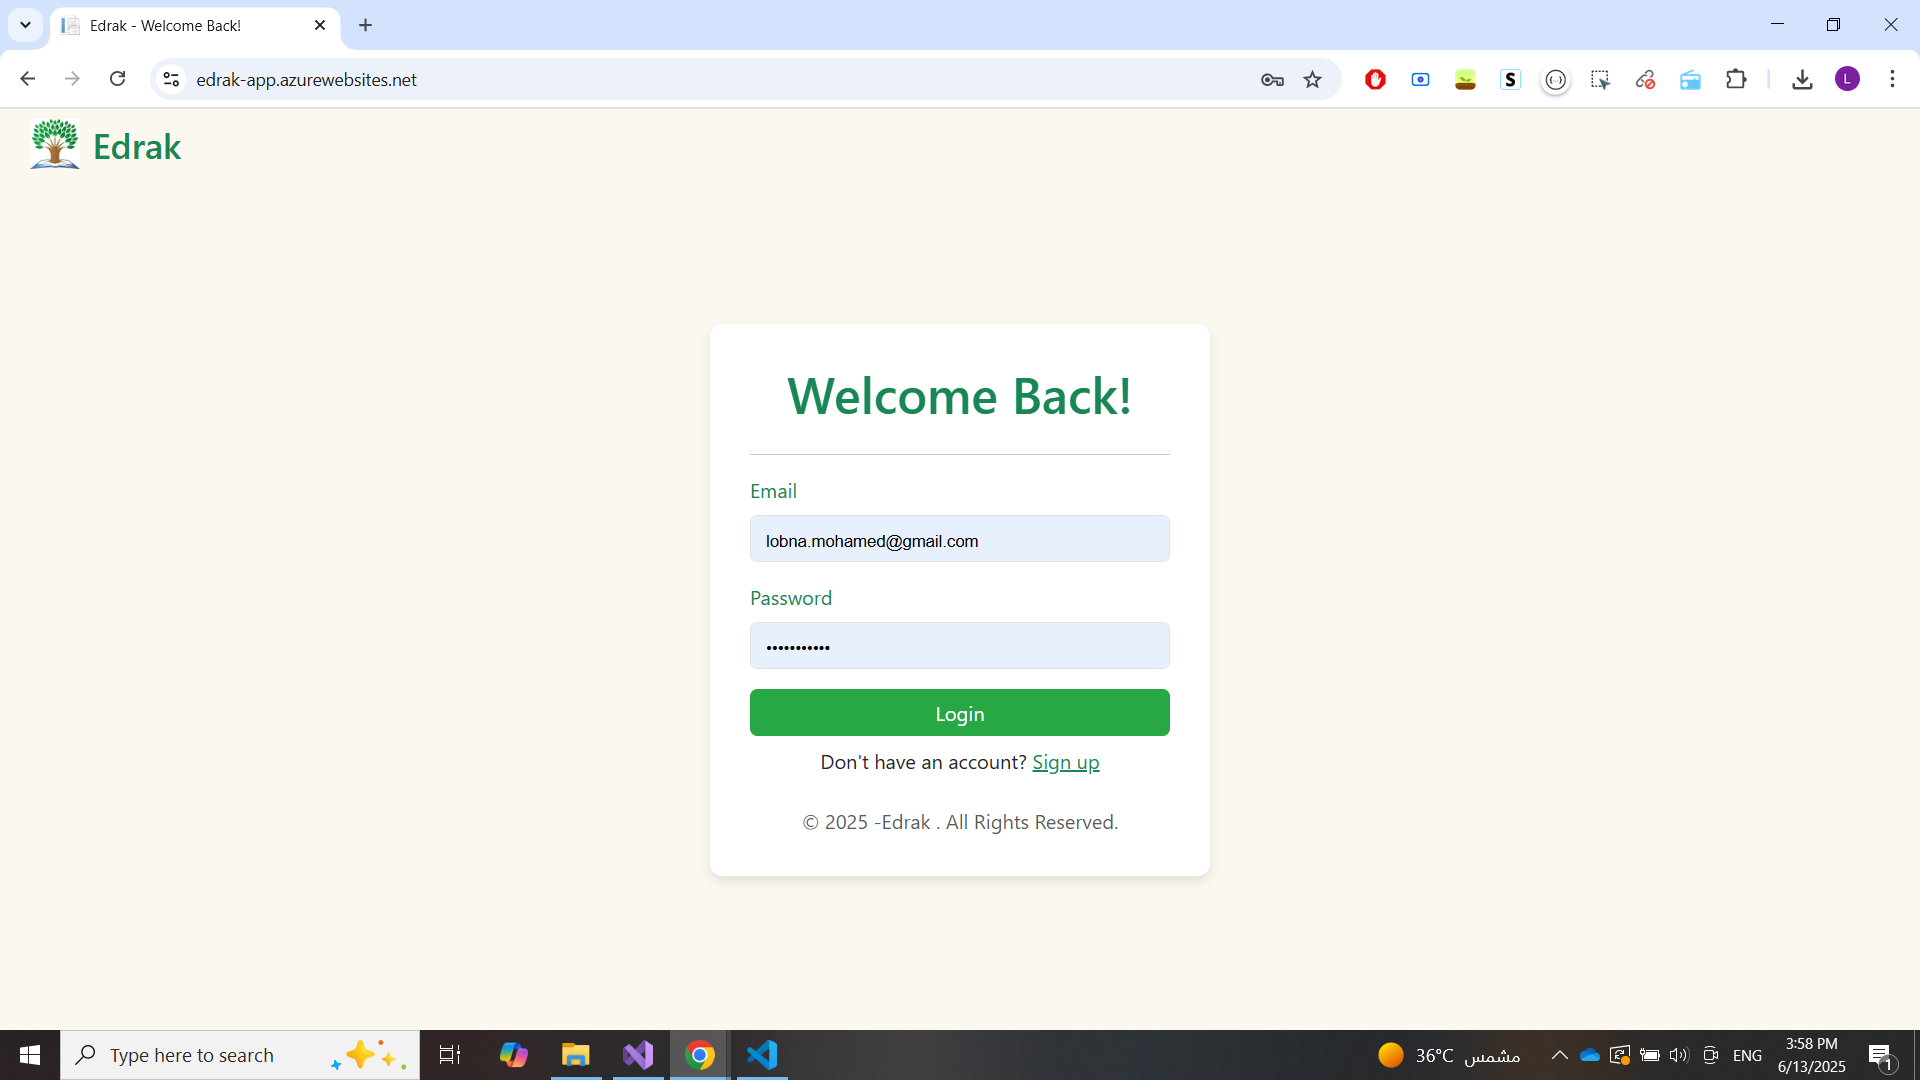 Edrak - Welcome Back!
edrak-app.azurewebsites.net
S
L
Edrak
Welcome Back!
Email
lobna.mohamed@gmail.com
Password
•••••••••••
Login
Don't have an account? Sign up
© 2025 -Edrak . All Rights Reserved.
Type here to search
36°C مشمس
ENG
3:58 PM
6/13/2025
1